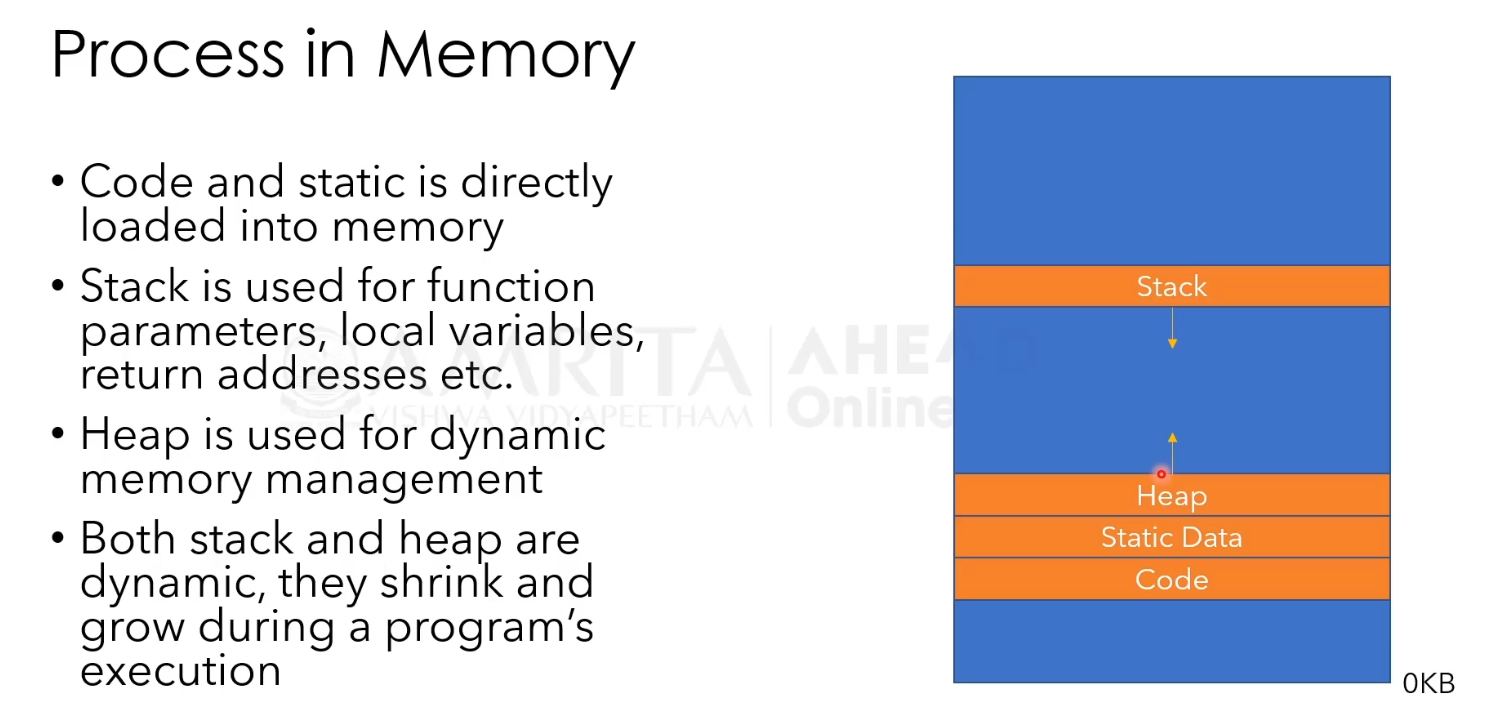 Process in Memory
• Code and static is directly
loaded into memory
• Stack is used for function
parameters, local variables,
return addresses etc.
• Heap is used for dynamic
memory management
• Both stack and heap are
dynamic, they shrink and
grow during a program’s
execution
Stack
Heap
Static Data
Code
0KB
AMRITA
VISHWA VIDYAPEETHAM
AHEAD
Online